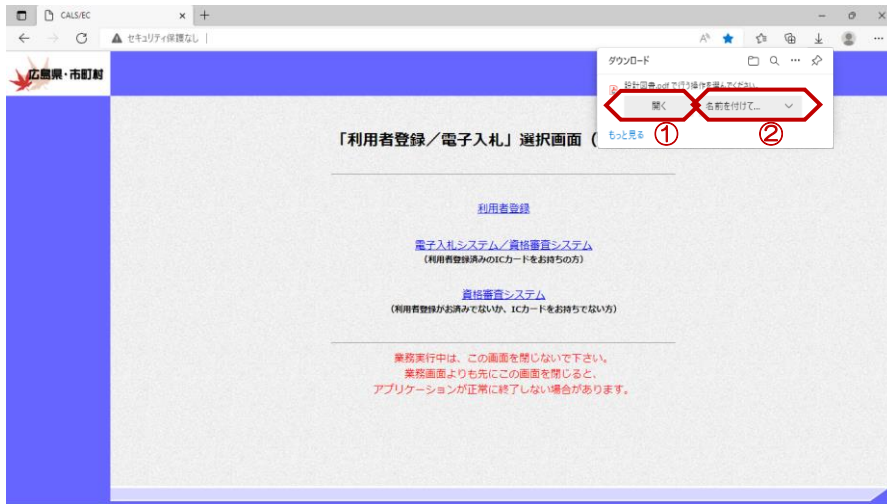 CALS/EC
セキュリティ保護なし
広島県・市町村
ダウンロード
設計図書.pdf で行う操作を選んでください。
開く
名前を付けて...
もっと見る
①
②
「利用者登録/電子入札」選択画面(
利用者登録
電子入札システム/資格審査システム
(利用者登録済みのICカードをお持ちの方)
資格審査システム
(利用者登録がお済みでないか、ICカードをお持ちでない方)
業務実行中は、この画面を閉じないで下さい。
業務画面よりも先にこの画面を閉じると、
アプリケーションが正常に終了しない場合があります。